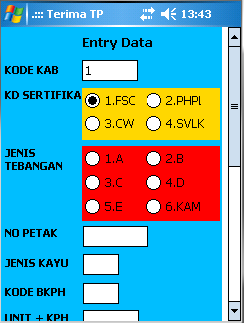 .::: Terima TP 13:43
Entry Data
KODE KAB 1
KD SERTIFIKA 1.FSC 2.PHPl
3.CW 4.SVLK
JENIS TEBANGAN 1.A 2.B
3.C 4.D
5.E 6.KAM
NO PETAK
JENIS KAYU
KODE BKPH
UNIT + KPH